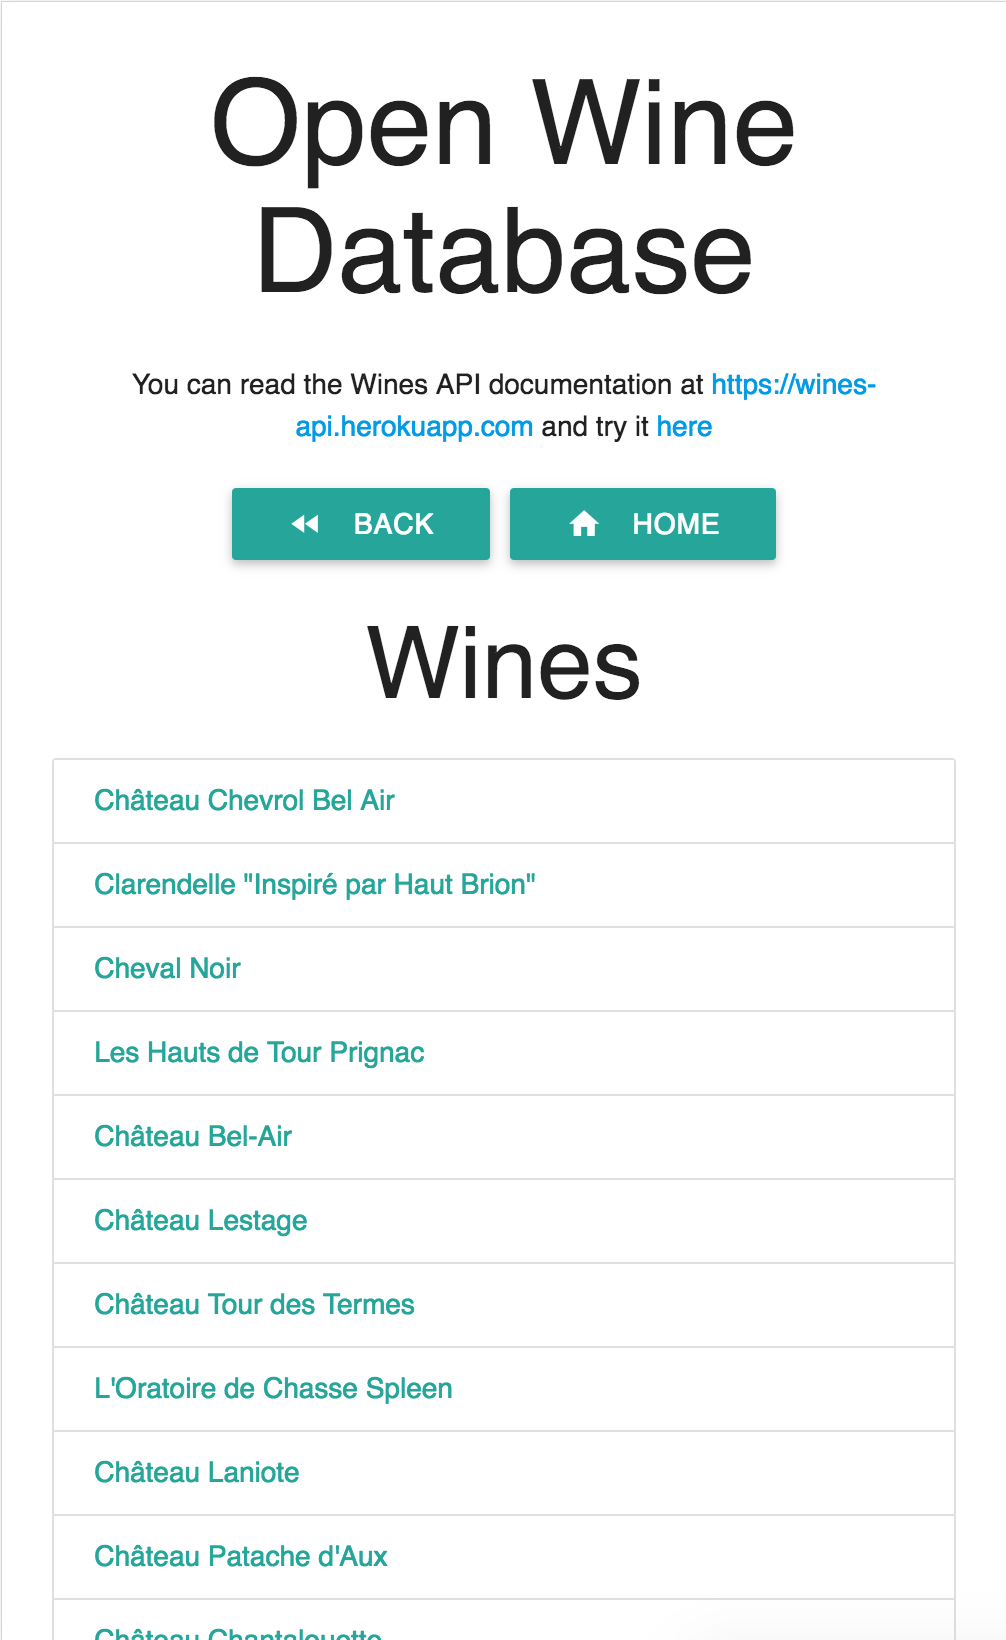 Open Wine
Database
You can read the Wines API documentation at https://wines-
api.herokuapp.com and try it here
BACK
HOME
Wines
Château Chevrol Bel Air
Clarendelle "Inspiré par Haut Brion"
Cheval Noir
Les Hauts de Tour Prignac
Château Bel-Air
Château Lestage
Château Tour des Termes
L'Oratoire de Chasse Spleen
Château Laniote
Château Patache d'Aux
Château Chantalouette